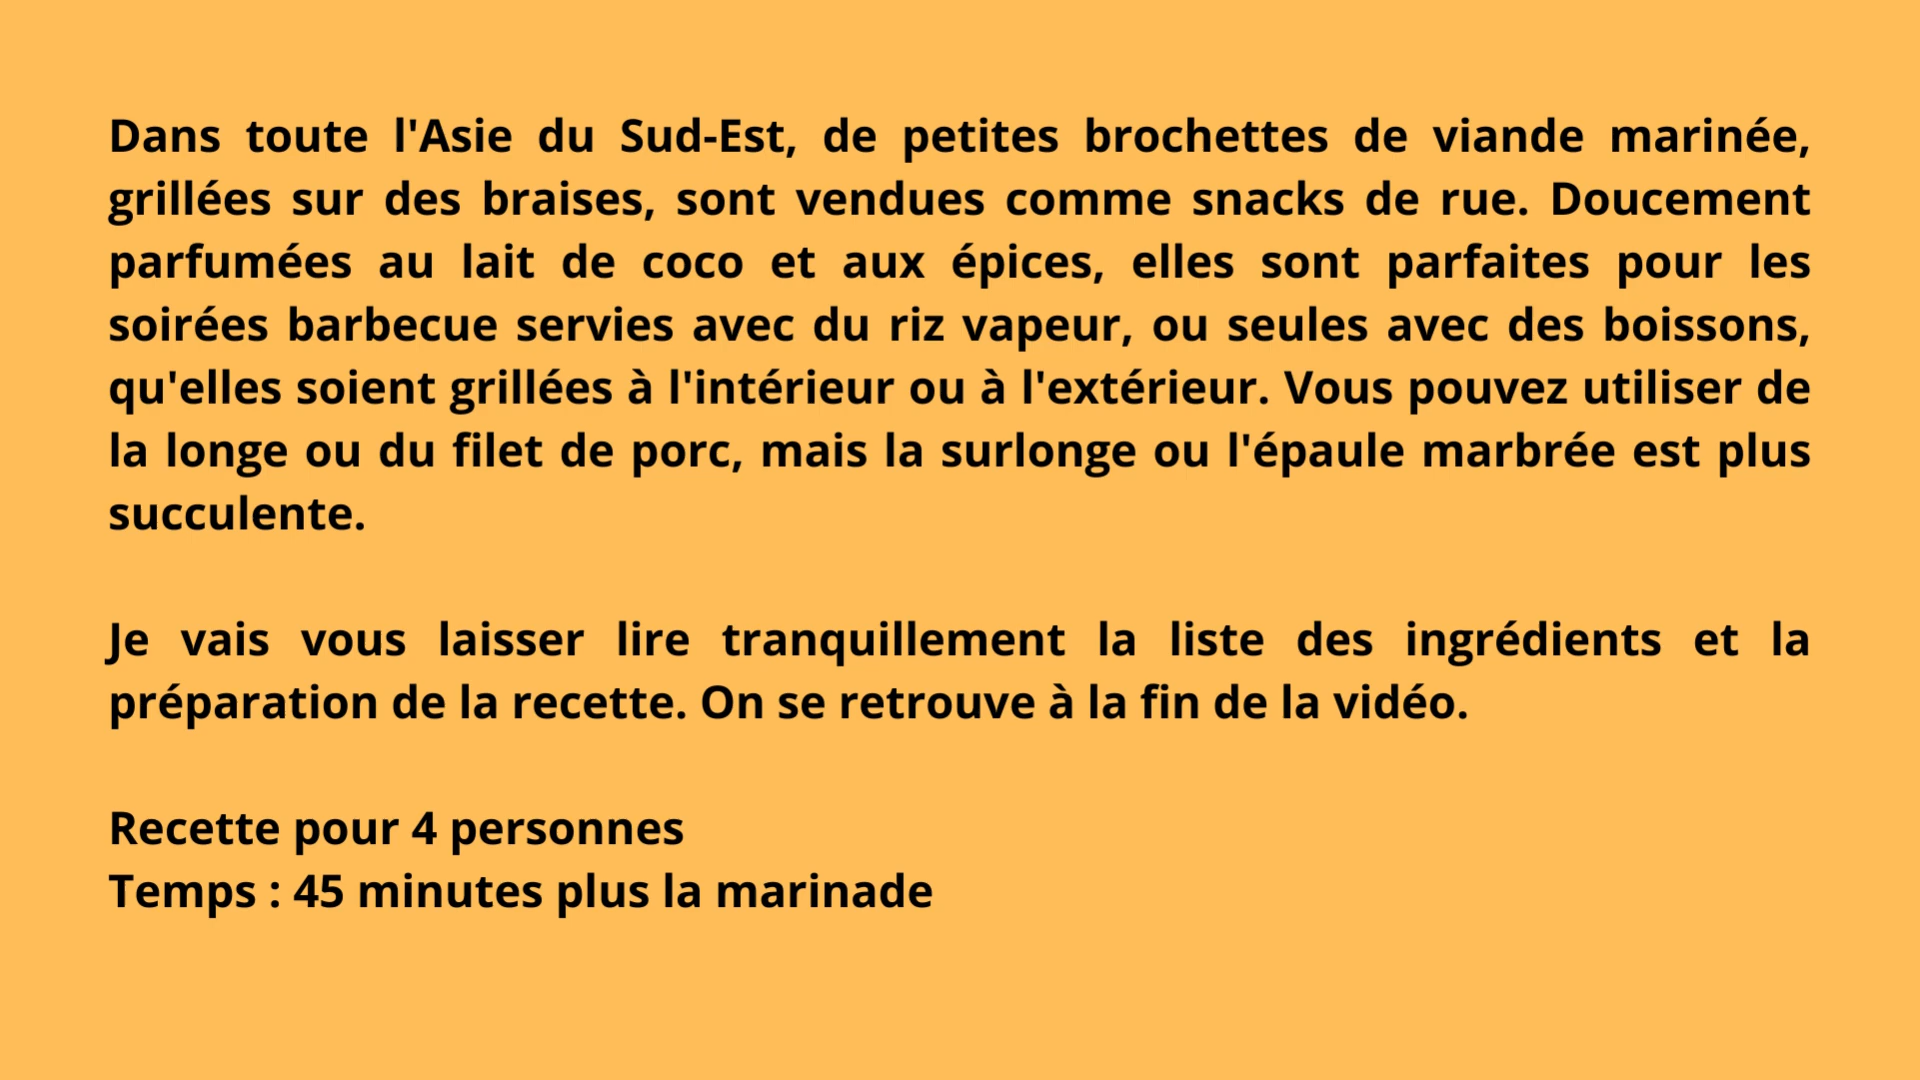 Dans toute l'Asie du Sud-Est, de petites brochettes de viande marinée,
grillées sur des braises, sont vendues comme snacks de rue. Doucement
parfumées au lait de coco et aux épices, elles sont parfaites pour les
soirées barbecue servies avec du riz vapeur, ou seules avec des boissons,
qu'elles soient grillées à l'intérieur ou à l'extérieur. Vous pouvez utiliser de
la longe ou du filet de porc, mais la surlonge ou l'épaule marbrée est plus
succulente.
Je vais vous laisser lire tranquillement la liste des ingrédients et la
préparation de la recette. On se retrouve à la fin de la vidéo.
Recette pour 4 personnes
Temps : 45 minutes plus la marinade